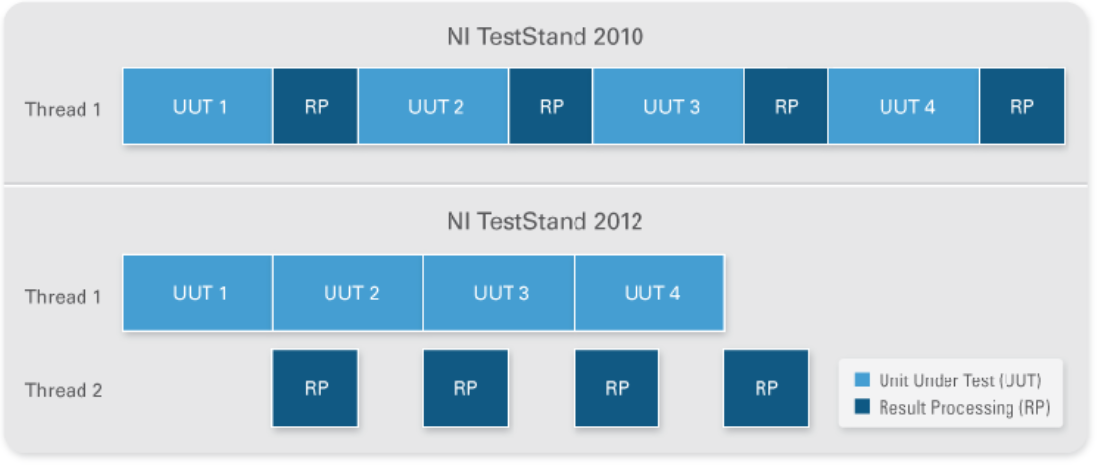 NI TestStand 2010
Thread 1 UUT 1 RP UUT 2 RP UUT 3 RP UUT 4 RP
NI TestStand 2012
Thread 1 UUT 1 UUT 2 UUT 3 UUT 4
Thread 2 RP RP RP RP
Unit Under Test (UUT)
Result Processing (RP)